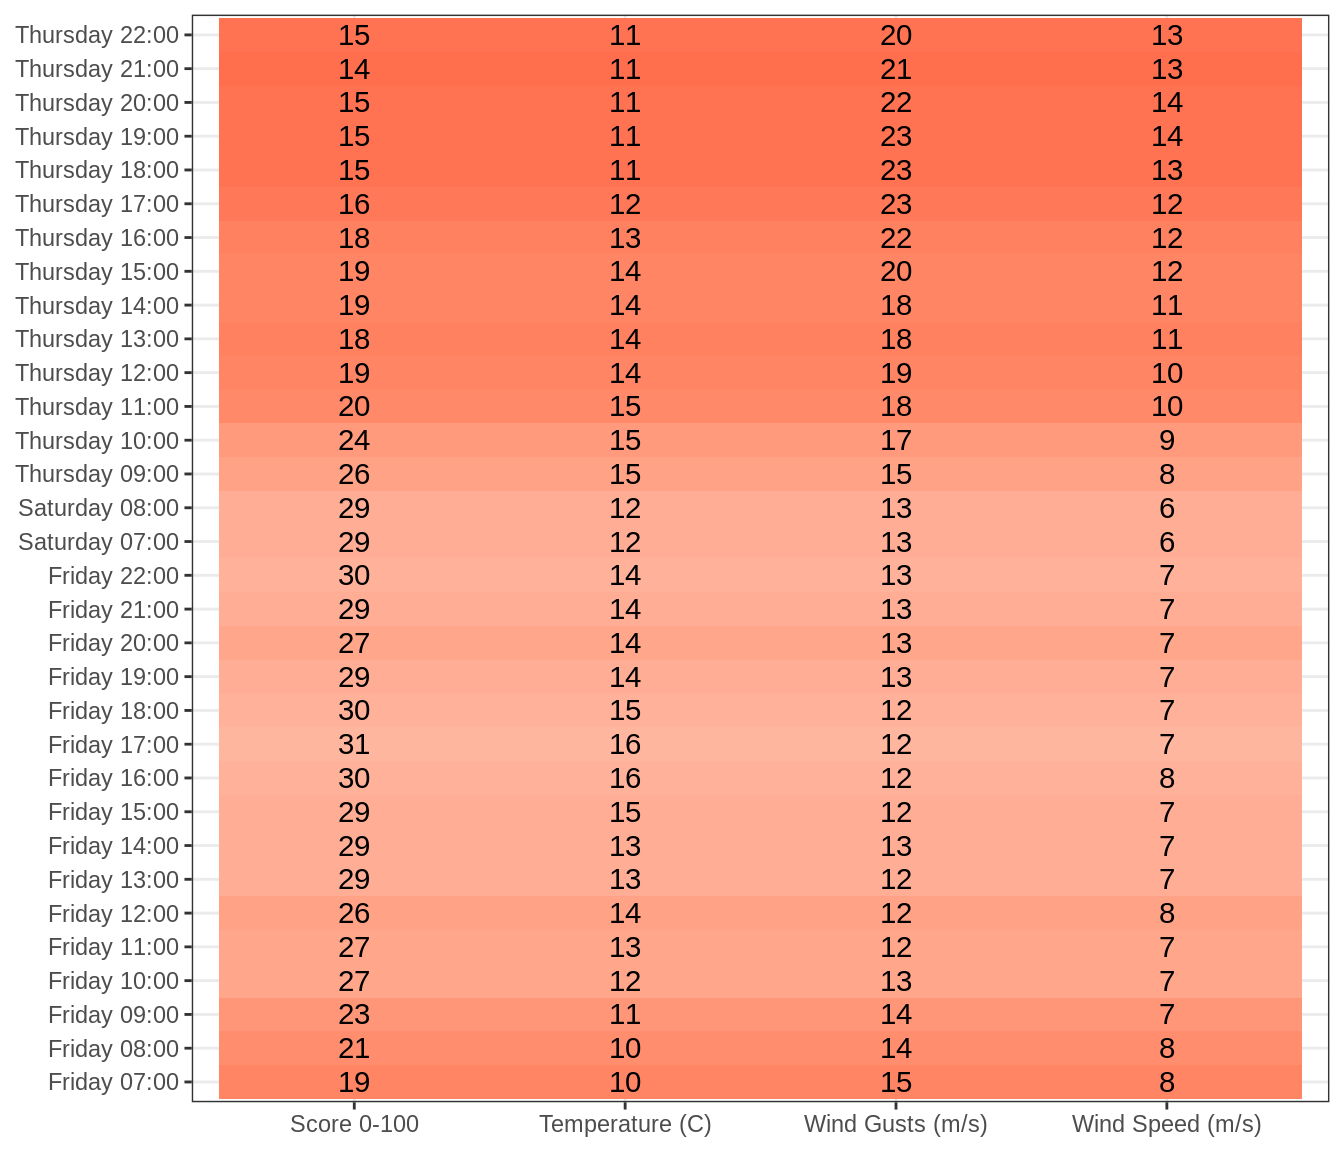 Thursday 22:00 15 11 20 13
Thursday 21:00 14 11 21 13
Thursday 20:00 15 11 22 14
Thursday 19:00 15 11 23 14
Thursday 18:00 15 11 23 13
Thursday 17:00 16 12 23 12
Thursday 16:00 18 13 22 12
Thursday 15:00 19 14 20 12
Thursday 14:00 19 14 18 11
Thursday 13:00 18 14 18 11
Thursday 12:00 19 14 19 10
Thursday 11:00 20 15 18 10
Thursday 10:00 24 15 17 9
Thursday 09:00 26 15 15 8
Saturday 08:00 29 12 13 6
Saturday 07:00 29 12 13 6
Friday 22:00 30 14 13 7
Friday 21:00 29 14 13 7
Friday 20:00 27 14 13 7
Friday 19:00 29 14 13 7
Friday 18:00 30 15 12 7
Friday 17:00 31 16 12 7
Friday 16:00 30 16 12 8
Friday 15:00 29 15 12 7
Friday 14:00 29 13 13 7
Friday 13:00 29 13 12 7
Friday 12:00 26 14 12 8
Friday 11:00 27 13 12 7
Friday 10:00 27 12 13 7
Friday 09:00 23 11 14 7
Friday 08:00 21 10 14 8
Friday 07:00 19 10 15 8
Score 0-100 Temperature (C) Wind Gusts (m/s) Wind Speed (m/s)